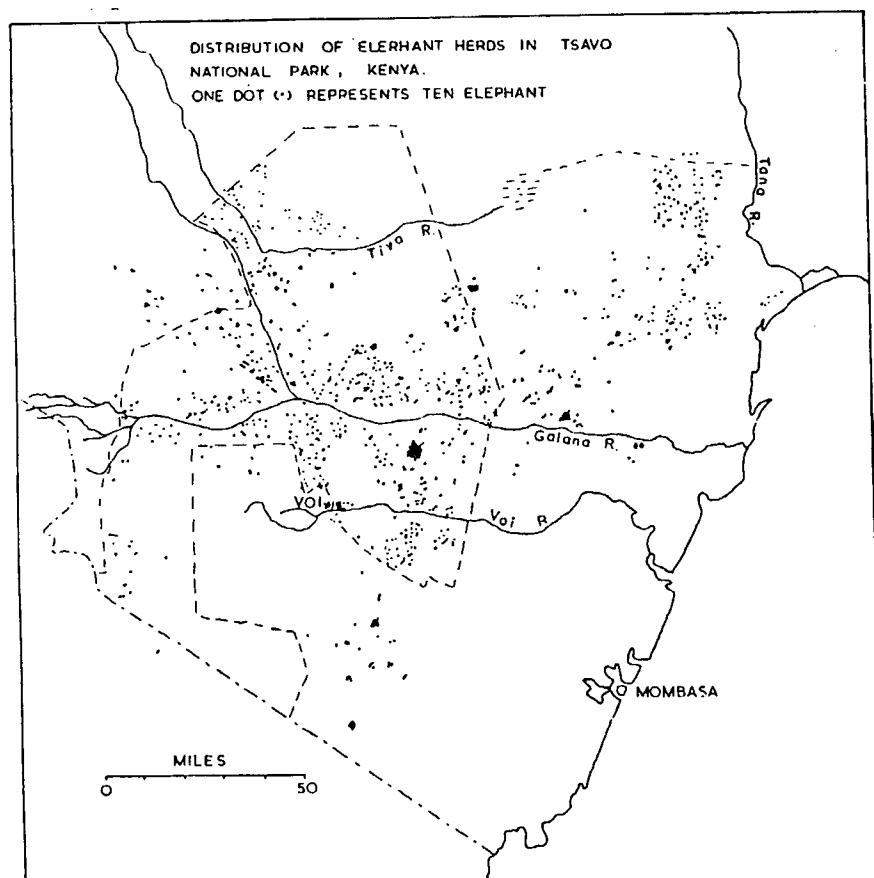 DISTRIBUTION OF ELERHANT HERDS IN TSAVO
NATIONAL PARK, KENYA.
ONE DOT (•) REPRESENTS TEN ELEPHANT
Tana R.
Tiva R.
Galana R.
VOI
Voi R
MOMBASA
MILES
0 50